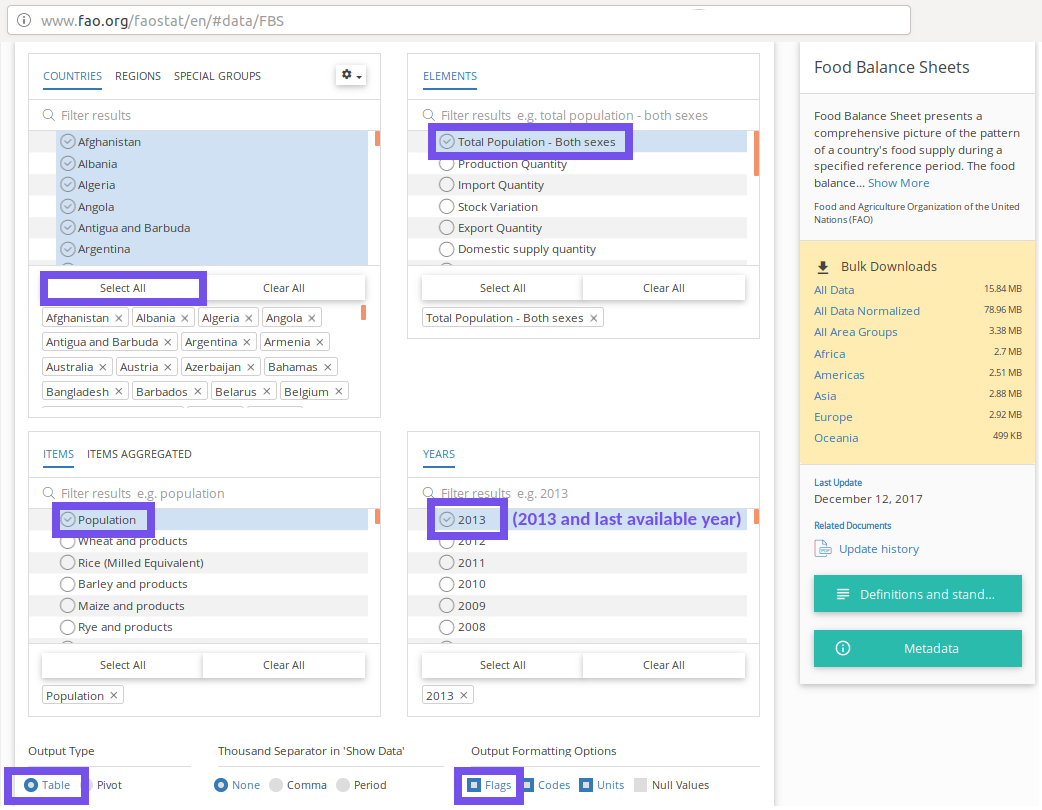 www.fao.org/faostat/en/#data/FBS
COUNTRIES REGIONS SPECIAL GROUPS
Filter results
Afghanistan
Albania
Algeria
Angola
Antigua and Barbuda
Argentina
Select All Clear All
Afghanistan × Albania × Algeria × Angola ×
Antigua and Barbuda × Argentina × Armenia ×
Australia × Austria × Azerbaijan × Bahamas ×
Bangladesh × Barbados × Belarus × Belgium ×
ELEMENTS
Filter results e.g. total population - both sexes
Total Population - Both sexes
Production Quantity
Import Quantity
Stock Variation
Export Quantity
Domestic supply quantity
Select All Clear All
Total Population - Both sexes ×
ITEMS ITEMS AGGREGATED
Filter results e.g. population
Population
Wheat and products
Rice (Milled Equivalent)
Barley and products
Maize and products
Rye and products
Select All Clear All
Population ×
YEARS
Filter results e.g. 2013
2013 (2013 and last available year)
2012
2011
2010
2009
2008
Select All Clear All
2013 ×
Output Type
Table Pivot
Thousand Separator in 'Show Data'
None Comma Period
Output Formatting Options
Flags Codes Units Null Values
Food Balance Sheets
Food Balance Sheet presents a
comprehensive picture of the pattern
of a country's food supply during a
specified reference period. The food
balance... Show More
Food and Agriculture Organization of the United
Nations (FAO)
Bulk Downloads
All Data 15.84 MB
All Data Normalized 78.96 MB
All Area Groups 3.38 MB
Africa 2.7 MB
Americas 2.51 MB
Asia 2.88 MB
Europe 2.92 MB
Oceania 499 KB
Last Update
December 12, 2017
Related Documents
Update history
Definitions and stand...
Metadata